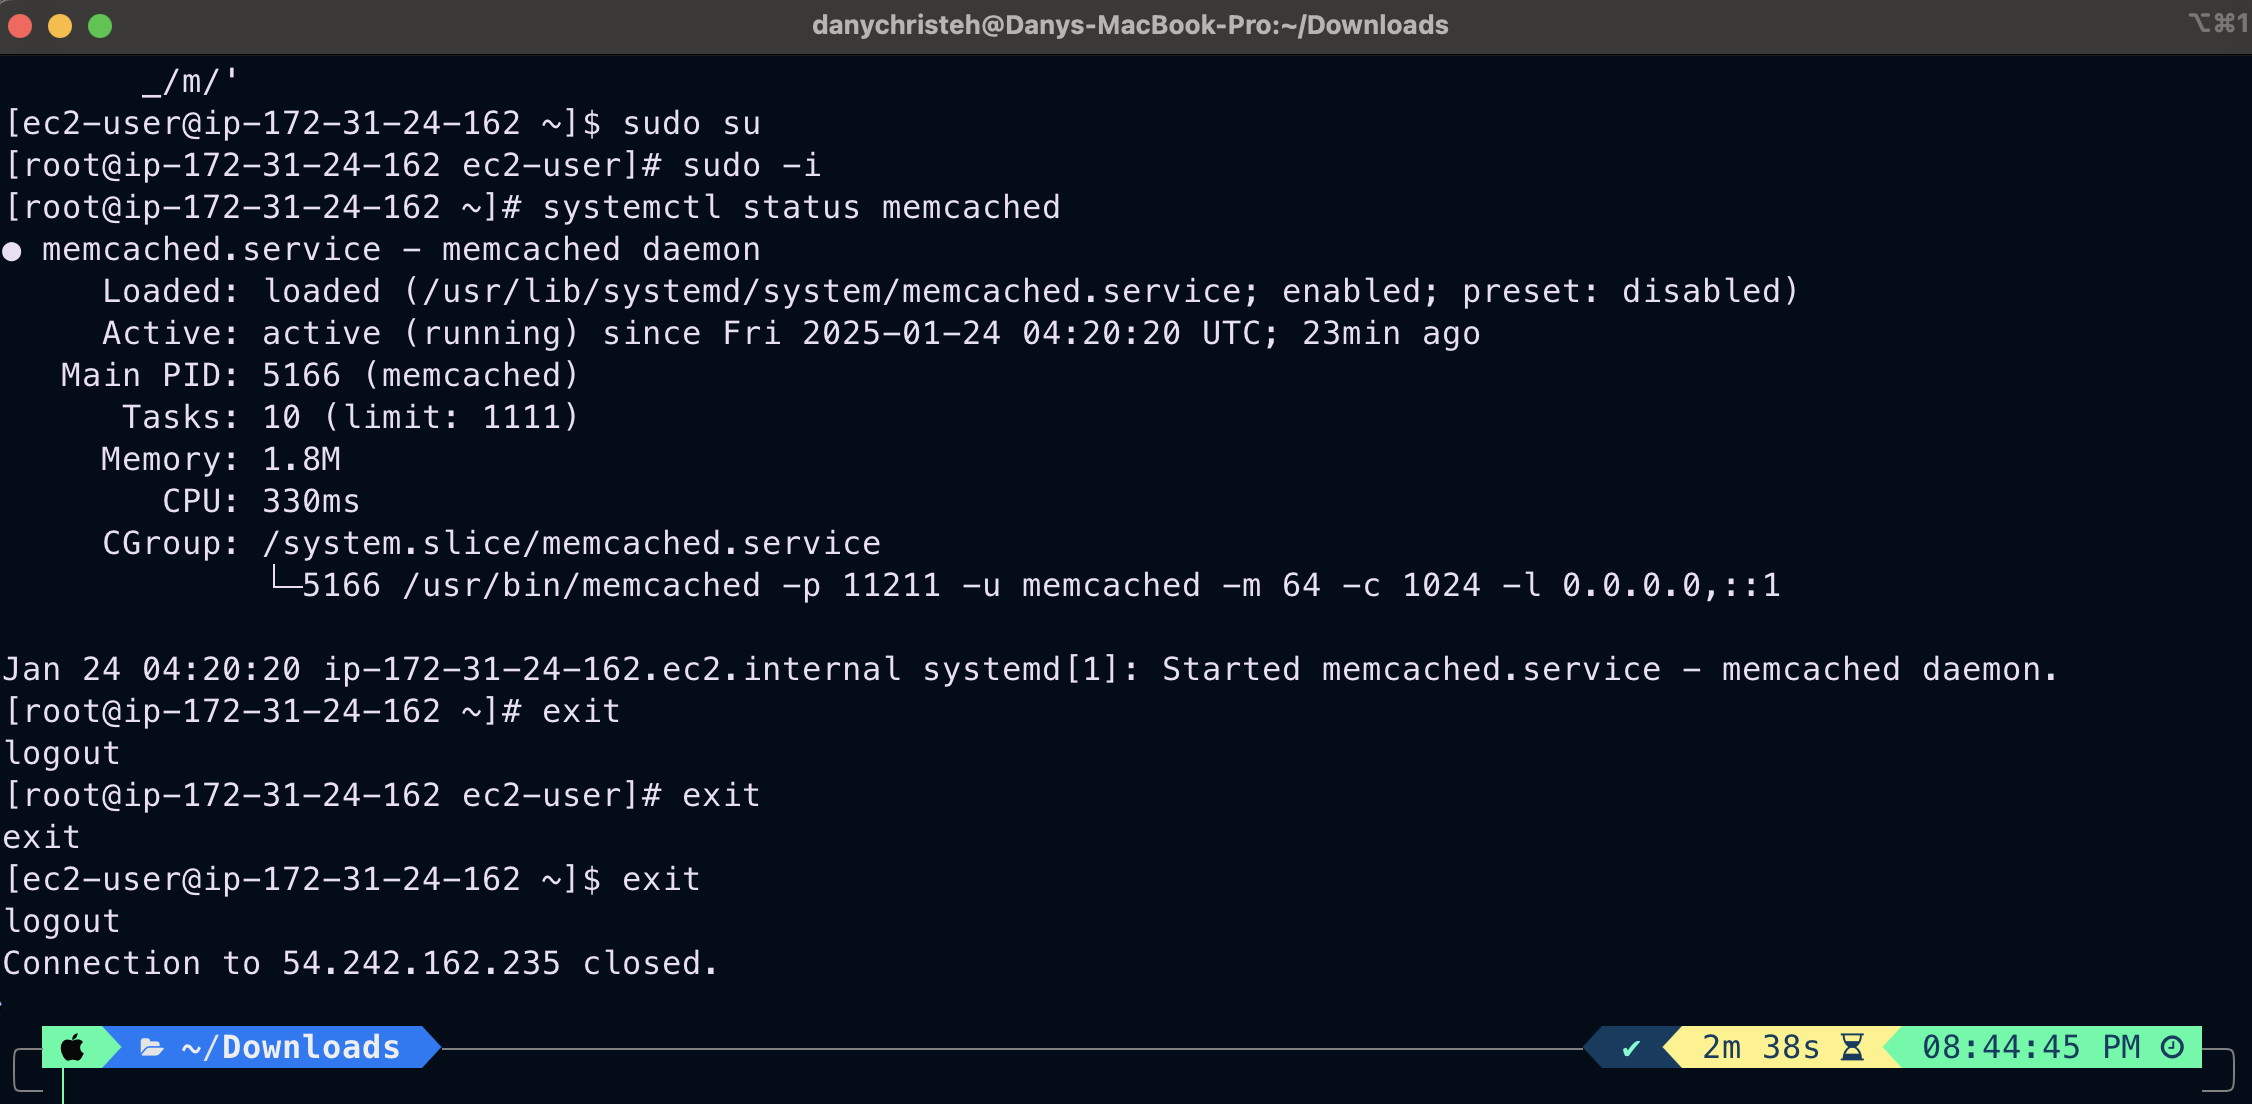 danychristeh@Danys-MacBook-Pro:~/Downloads
⌥⌘1
_/m/'
[ec2-user@ip-172-31-24-162 ~]$ sudo su
[root@ip-172-31-24-162 ec2-user]# sudo -i
[root@ip-172-31-24-162 ~]# systemctl status memcached
● memcached.service - memcached daemon
Loaded: loaded (/usr/lib/systemd/system/memcached.service; enabled; preset: disabled)
Active: active (running) since Fri 2025-01-24 04:20:20 UTC; 23min ago
Main PID: 5166 (memcached)
Tasks: 10 (limit: 1111)
Memory: 1.8M
CPU: 330ms
CGroup: /system.slice/memcached.service
└─5166 /usr/bin/memcached -p 11211 -u memcached -m 64 -c 1024 -l 0.0.0.0,::1
Jan 24 04:20:20 ip-172-31-24-162.ec2.internal systemd[1]: Started memcached.service - memcached daemon.
[root@ip-172-31-24-162 ~]# exit
logout
[root@ip-172-31-24-162 ec2-user]# exit
exit
[ec2-user@ip-172-31-24-162 ~]$ exit
logout
Connection to 54.242.162.235 closed.
~/Downloads ✔ 2m 38s 08:44:45 PM